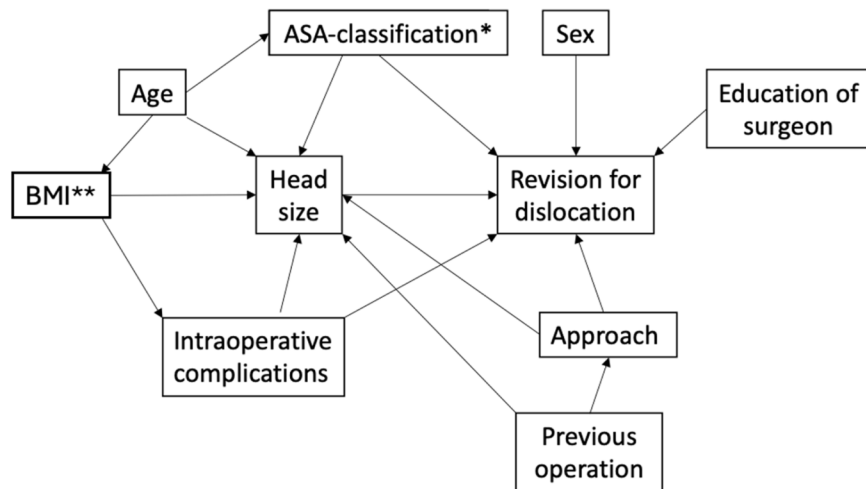 ASA-classification*
Sex
Age
Education of
surgeon
BMI**
Head
size
Revision for
dislocation
Intraoperative
complications
Approach
Previous
operation